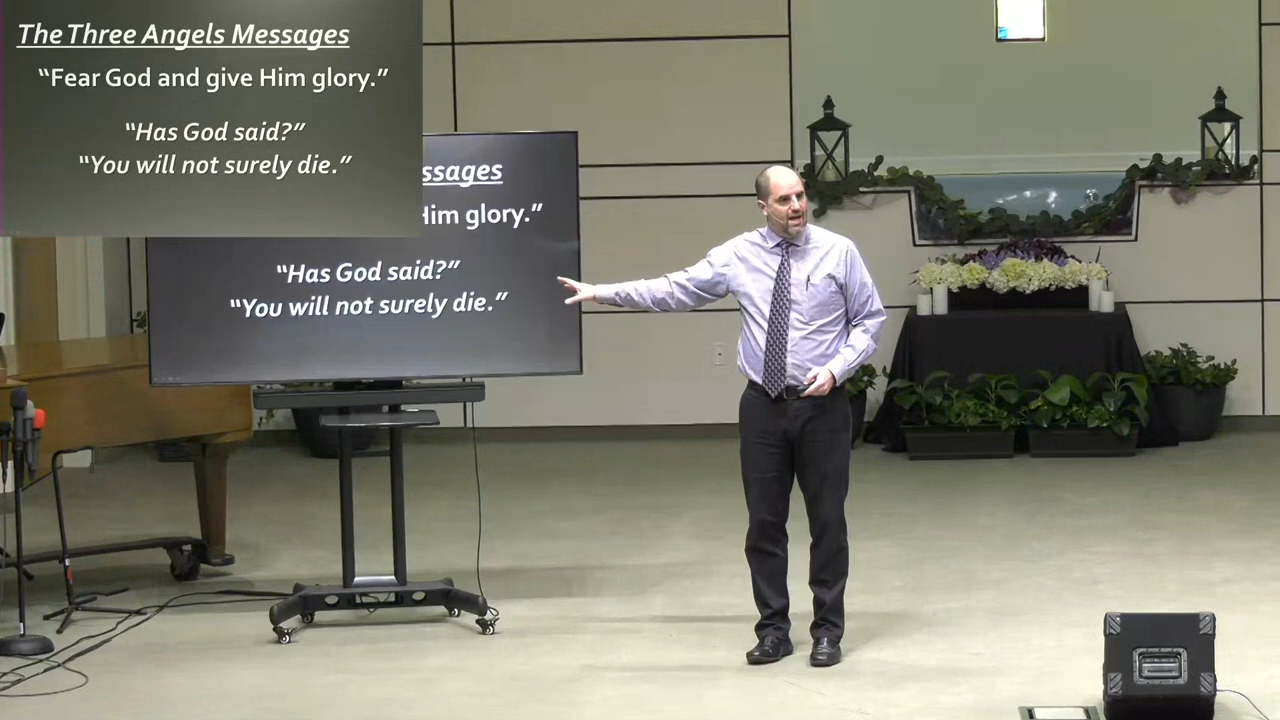 The Three Angels Messages
“Fear God and give Him glory.”
“Has God said?”
“You will not surely die.”
ssages
Him glory.”
“Has God said?”
“You will not surely die.”